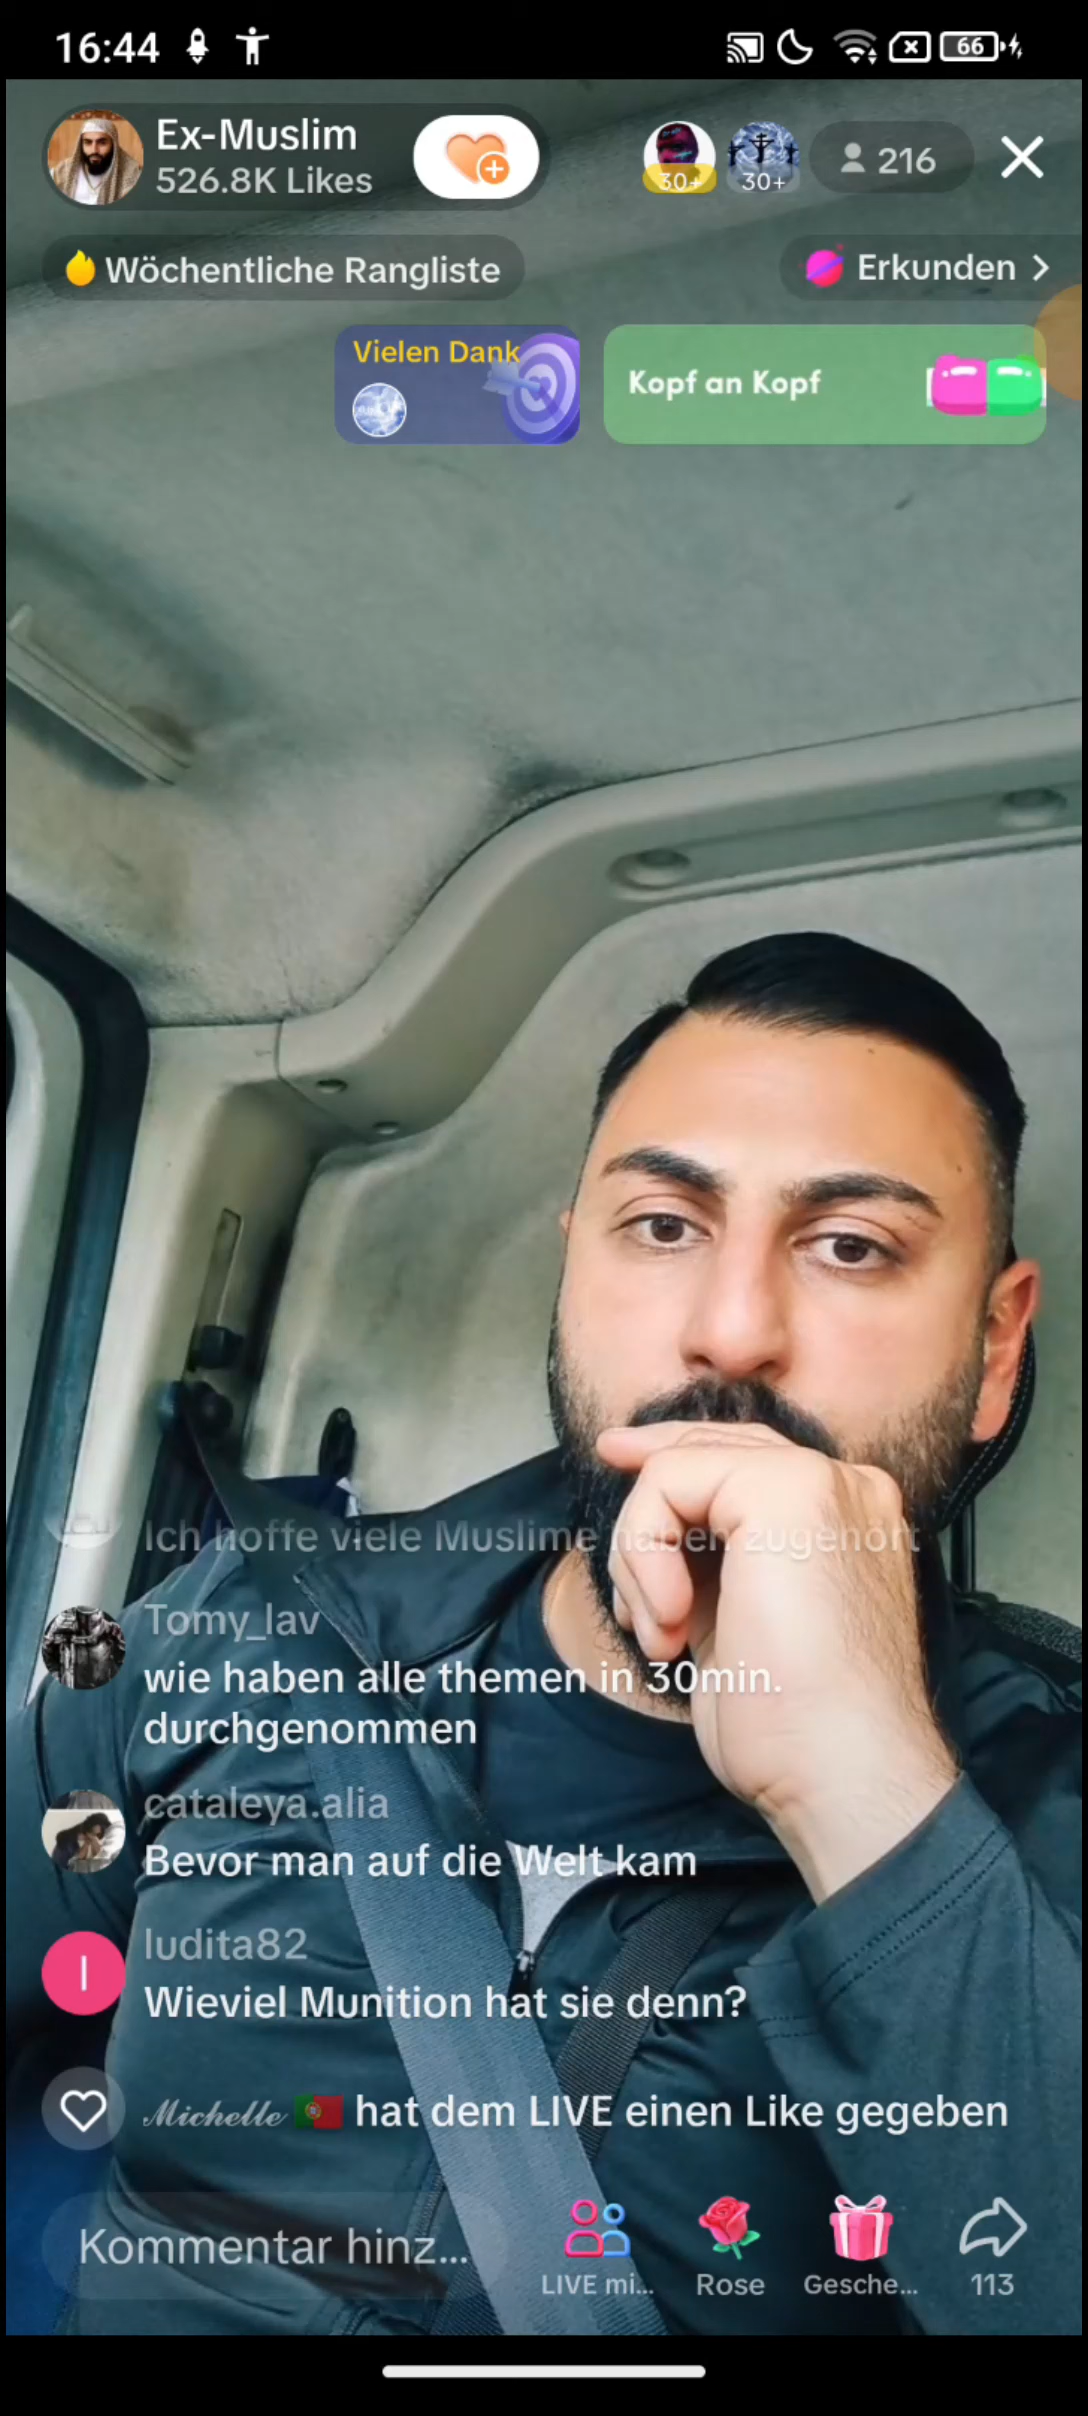 16:44
66
Ex-Muslim
526.8K Likes
30+
30+
216
Wöchentliche Rangliste
Erkunden
Vielen Dank
Kopf an Kopf
Ich hoffe viele Muslime haben zugehört
Tomy_lav
wie haben alle themen in 30min.
durchgenommen
cataleya.alia
Bevor man auf die Welt kam
ludita82
Wieviel Munition hat sie denn?
Michelle hat dem LIVE einen Like gegeben
Kommentar hinz...
LIVE mi...
Rose
Gesche...
113